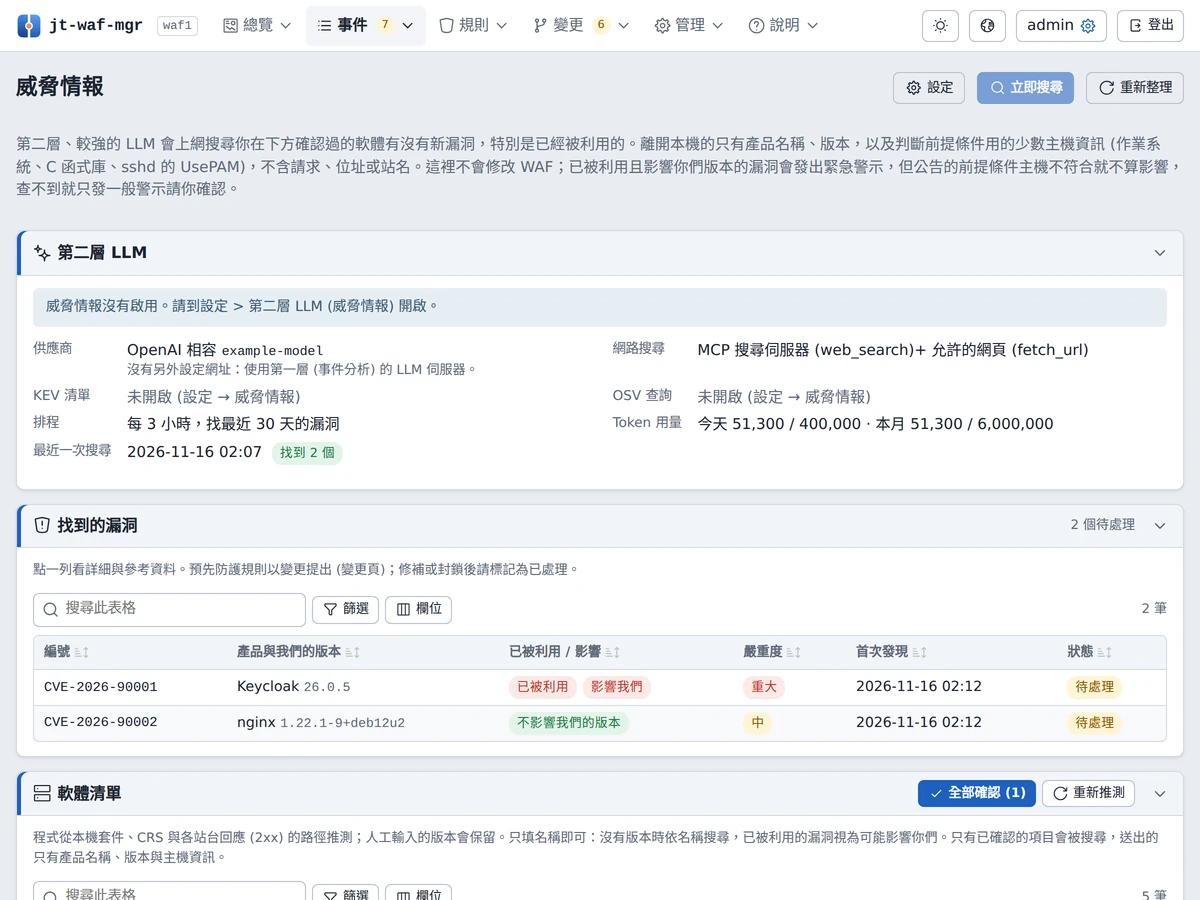 jt-waf-mgr waf1 總覽 事件 7 規則 變更 6 管理 說明 admin 登出
威脅情報 設定 立即搜尋 重新整理
第二層、較強的 LLM 會上網搜尋你在下方確認過的軟體有沒有新漏洞，特別是已經被利用的。離開本機的只有產品名稱、版本，以及判斷前提條件用的少數主機資訊 (作業系
統、C 函式庫、sshd 的 UsePAM)，不含請求、位址或站名。這裡不會修改 WAF；已被利用且影響你們版本的漏洞會發出緊急警示，但公告的前提條件主機不符合就不算影響，
查不到就只發一般警示請你確認。
第二層 LLM
威脅情報沒有啟用。請到設定 > 第二層 LLM (威脅情報) 開啟。
供應商 OpenAI 相容 example-model 網路搜尋 MCP 搜尋伺服器 (web_search)+ 允許的網頁 (fetch_url)
沒有另外設定網址：使用第一層 (事件分析) 的 LLM 伺服器。
KEV 清單 未開啟 (設定 → 威脅情報) OSV 查詢 未開啟 (設定 → 威脅情報)
排程 每 3 小時，找最近 30 天的漏洞 Token 用量 今天 51,300 / 400,000 · 本月 51,300 / 6,000,000
最近一次搜尋 2026-11-16 02:07 找到 2 個
找到的漏洞 2 個待處理
點一列看詳細與參考資料。預先防護規則以變更提出 (變更頁)；修補或封鎖後請標記為已處理。
搜尋此表格 篩選 欄位 2 筆
編號 產品與我們的版本 已被利用 / 影響 嚴重度 首次發現 狀態
CVE-2026-90001 Keycloak 26.0.5 已被利用 影響我們 重大 2026-11-16 02:12 待處理
CVE-2026-90002 nginx 1.22.1-9+deb12u2 不影響我們的版本 中 2026-11-16 02:12 待處理
軟體清單 全部確認 (1) 重新推測
程式從本機套件、CRS 與各站台回應 (2xx) 的路徑推測；人工輸入的版本會保留。只填名稱即可：沒有版本時依名稱搜尋，已被利用的漏洞視為可能影響你們。只有已確認的項目會被搜尋，送出的
只有產品名稱、版本與主機資訊。
搜尋此表格 篩選 欄位 5 筆